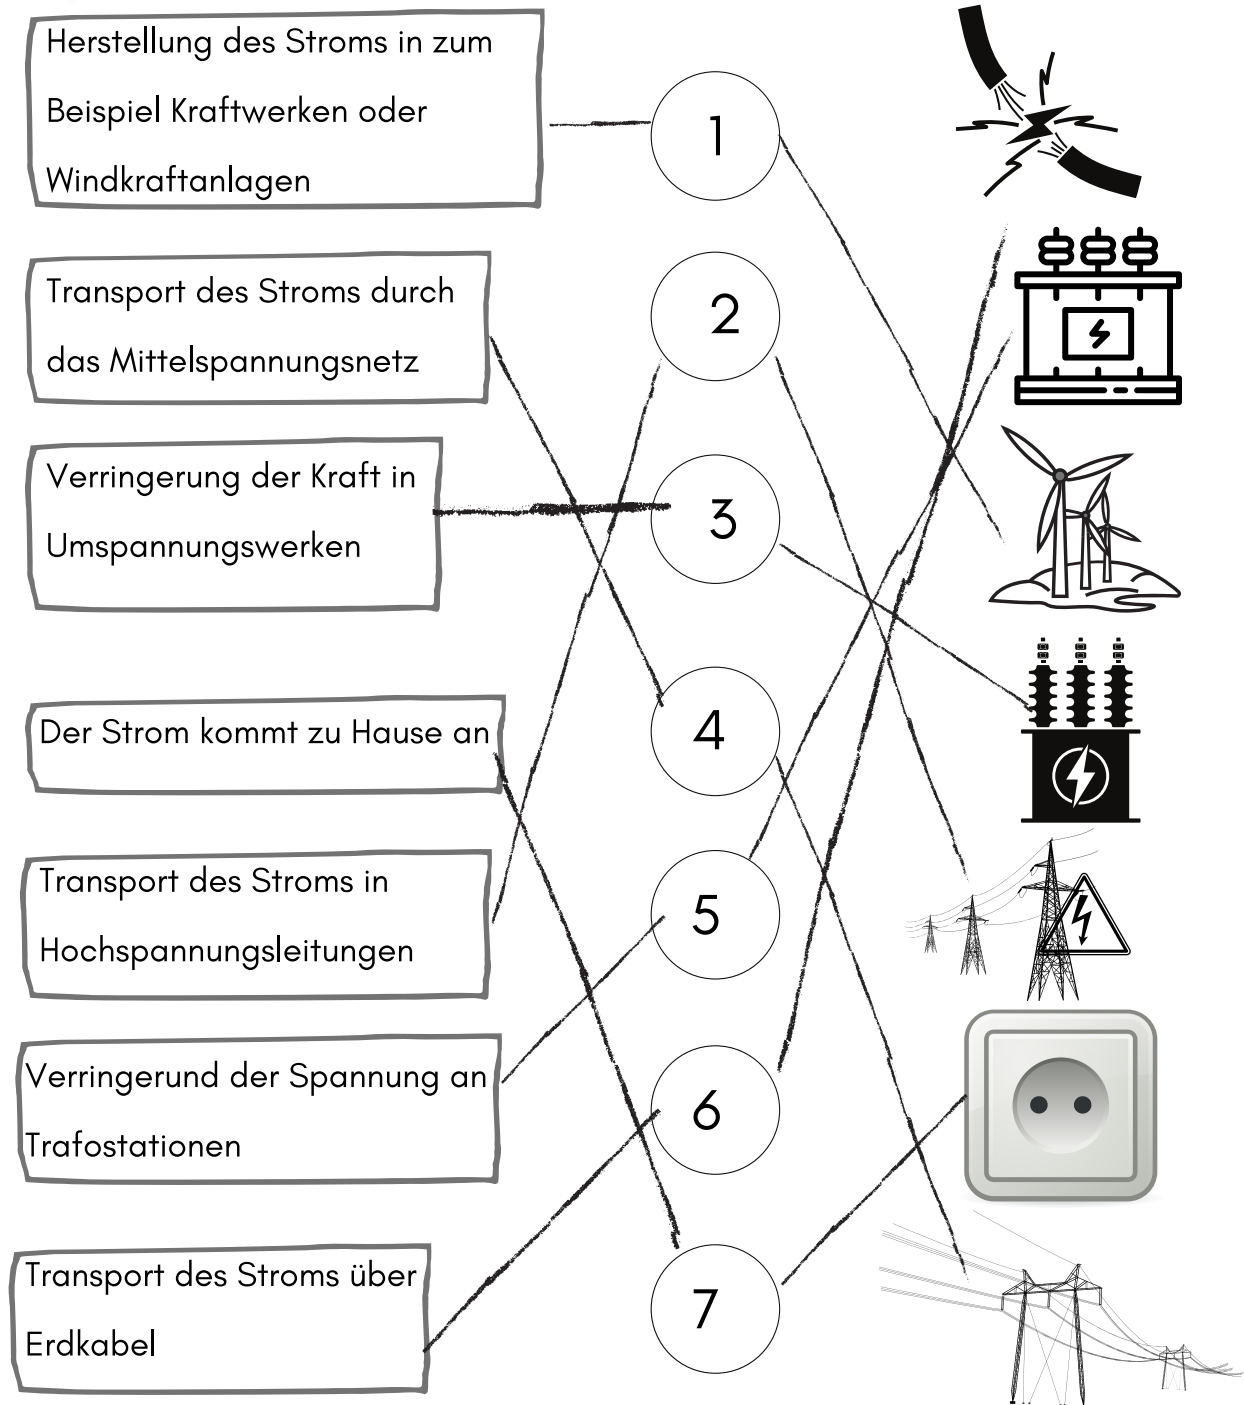 Herstellung des Stroms in zum
Beispiel Kraftwerken oder
Windkraftanlagen
Transport des Stroms durch
das Mittelspannungsnetz
Verringerung der Kraft in
Umspannungswerken
Der Strom kommt zu Hause an
Transport des Stroms in
Hochspannungsleitungen
Verringerund der Spannung an
Trafostationen
Transport des Stroms über
Erdkabel
1
2
3
4
5
6
7